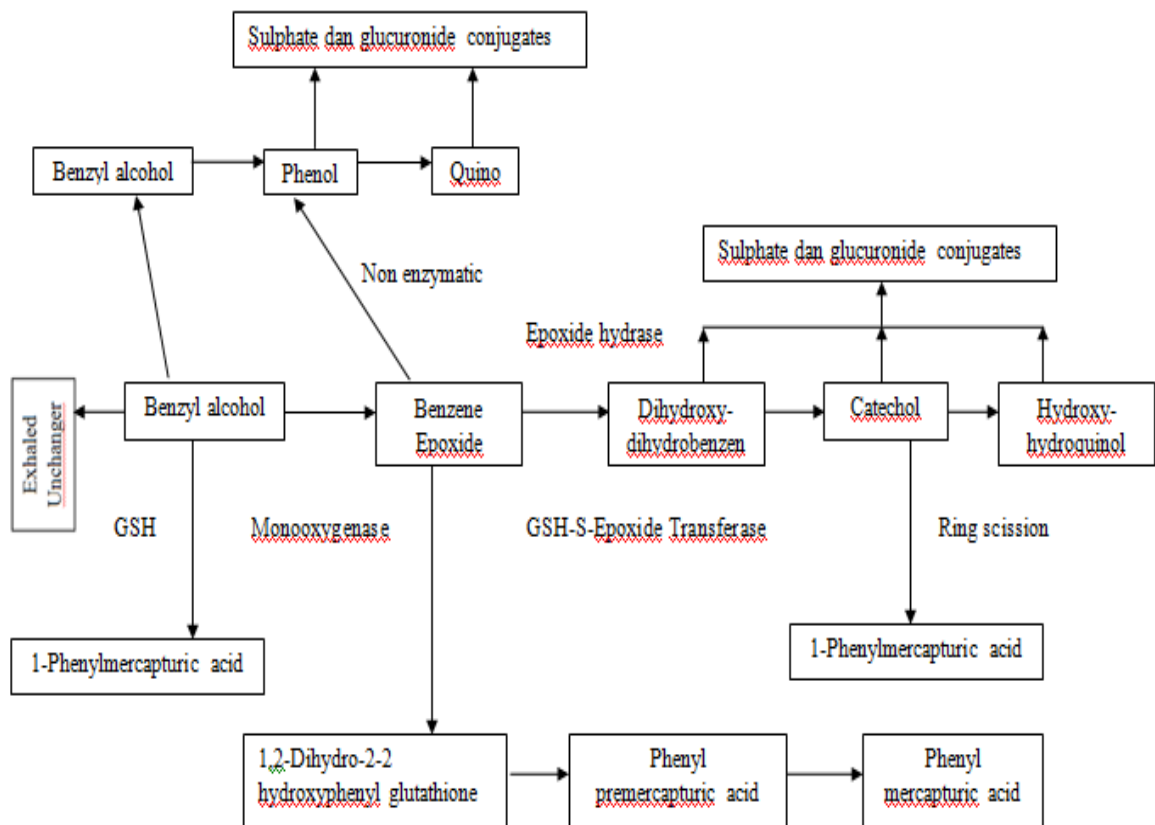 Sulphate dan glucuronide conjugates
Benzyl alcohol
Phenol
Quino
Non enzymatic
Sulphate dan glucuronide conjugates
Epoxide hydrase
Exhaled
Unchanger
Benzyl alcohol
Benzene
Epoxide
Dihydroxy-
dihydrobenzen
Catechol
Hydroxy-
hydroquinol
GSH
Monooxygenase
GSH-S-Epoxide Transferase
Ring scission
1-Phenylmercapturic acid
1-Phenylmercapturic acid
1,2-Dihydro-2-2
hydroxyphenyl glutathione
Phenyl
premercapturic acid
Phenyl
mercapturic acid